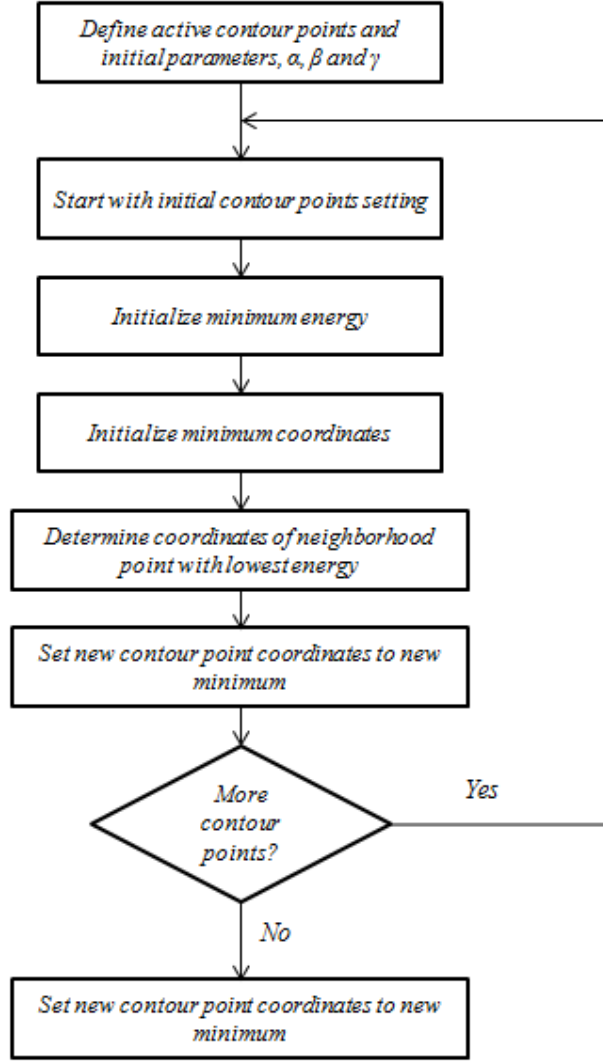 Define active contour points and
initial parameters, α, β and γ
Start with initial contour points setting
Initialize minimum energy
Initialize minimum coordinates
Determine coordinates of neighborhood
point with lowest energy
Set new contour point coordinates to new
minimum
More
contour
points?
Yes
No
Set new contour point coordinates to new
minimum